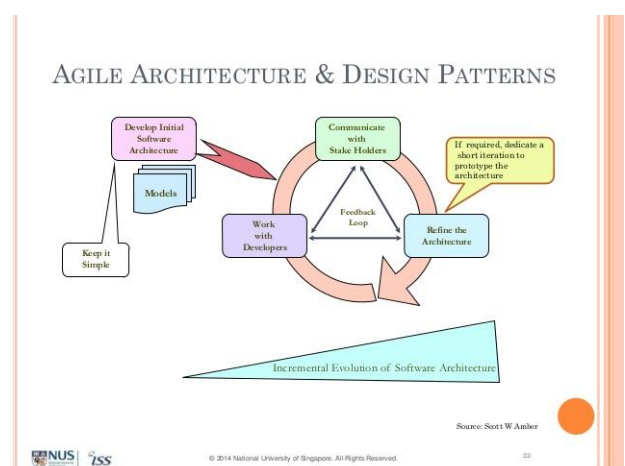 AGILE ARCHITECTURE & DESIGN PATTERNS
Develop Initial
Software
Architecture
Models
Keep it
Simple
Communicate
with
Stake Holders
If required, dedicate a
short iteration to
prototype the
architecture
Feedback
Loop
Work
with
Developers
Refine the
Architecture
Incremental Evolution of Software Architecture
Source: Scott W Amber
NUS
ISS
© 2014 National University of Singapore. All Rights Reserved.
22